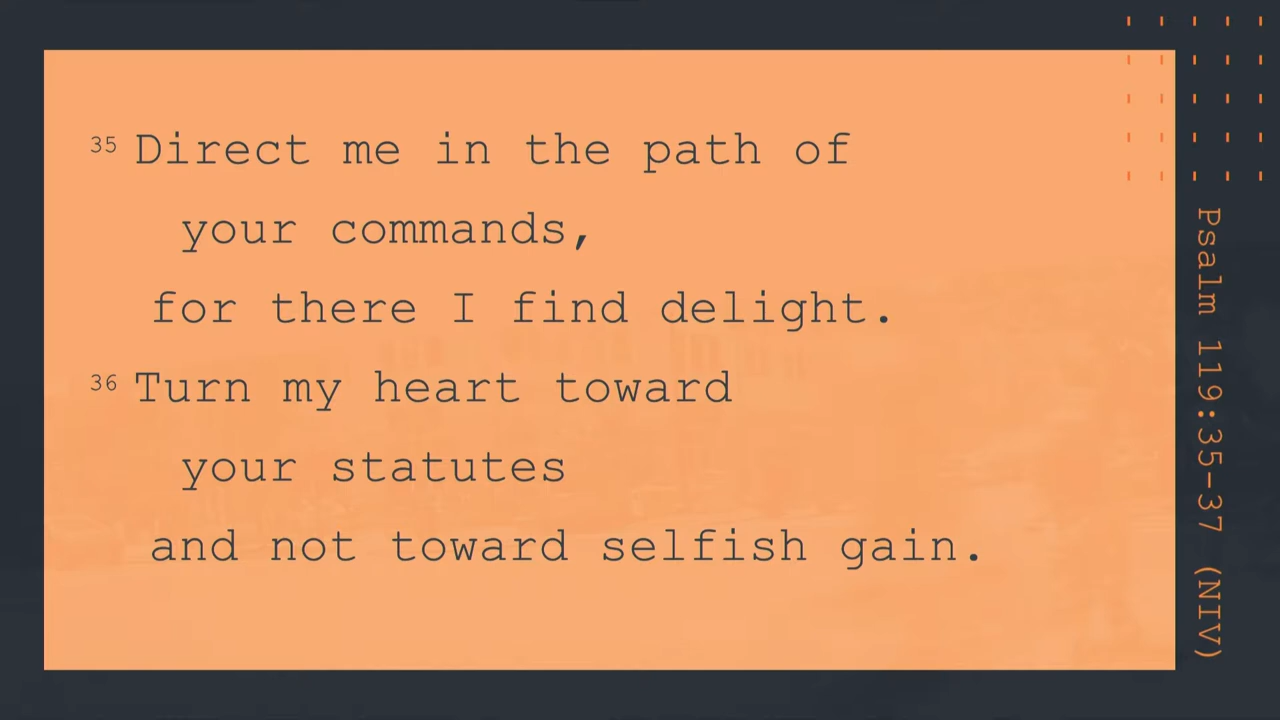 35 Direct me in the path of
your commands,
for there I find delight.
36 Turn my heart toward
your statutes
and not toward selfish gain.
Psalm 119:35-37 (NIV)